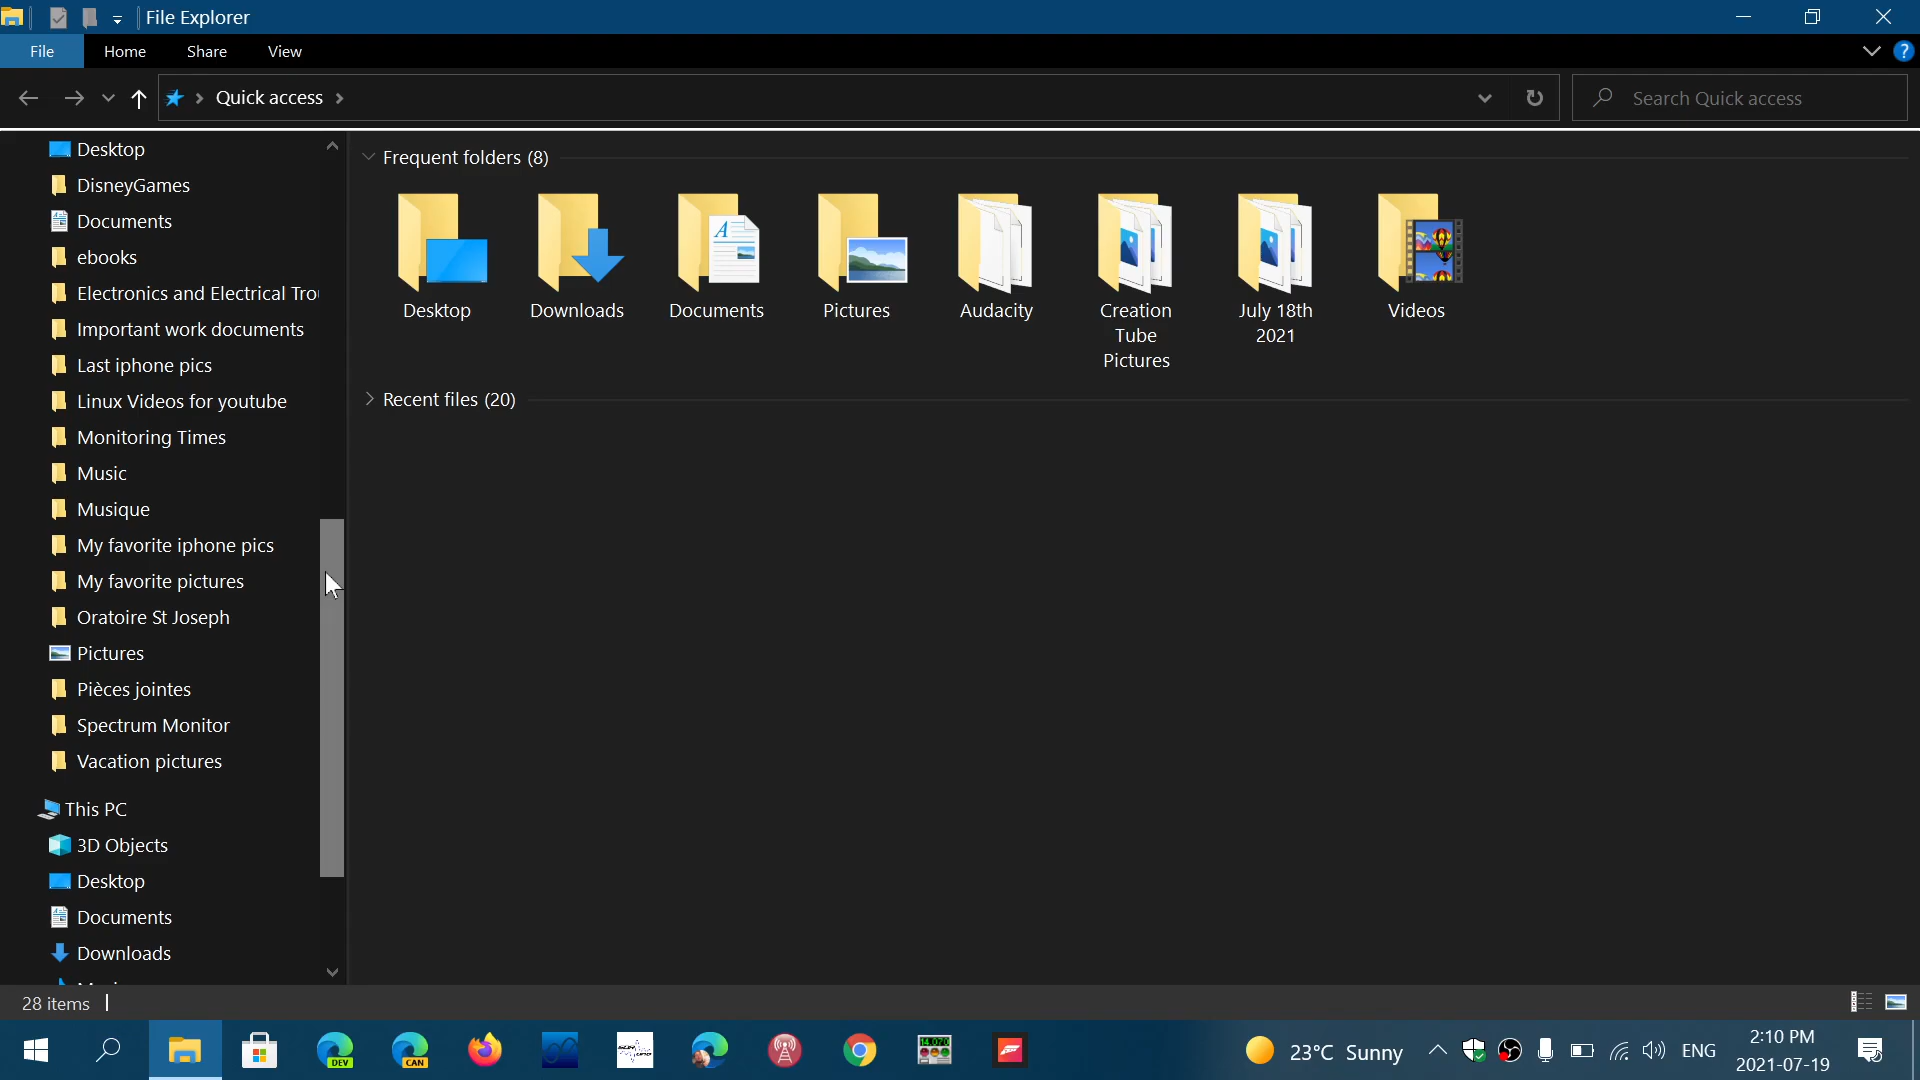 File Explorer
File
Home
Share
View
?
Quick access
Search Quick access
Desktop
DisneyGames
Documents
ebooks
Electronics and Electrical
Important work documents
Last iphone pics
Linux Videos for youtube
Monitoring Times
Music
Musique
My favorite iphone pics
My favorite pictures
Oratoire St Joseph
Pictures
Pièces jointes
Spectrum Monitor
Vacation pictures
This PC
3D Objects
Desktop
Documents
Downloads
Frequent folders (8)
Desktop
Downloads
Documents
Pictures
Audacity
Creation
Tube
Pictures
July 18th
2021
Videos
Recent files (20)
28 items
DEV
CAN
23°C Sunny
ENG
2:10 PM
2021-07-19